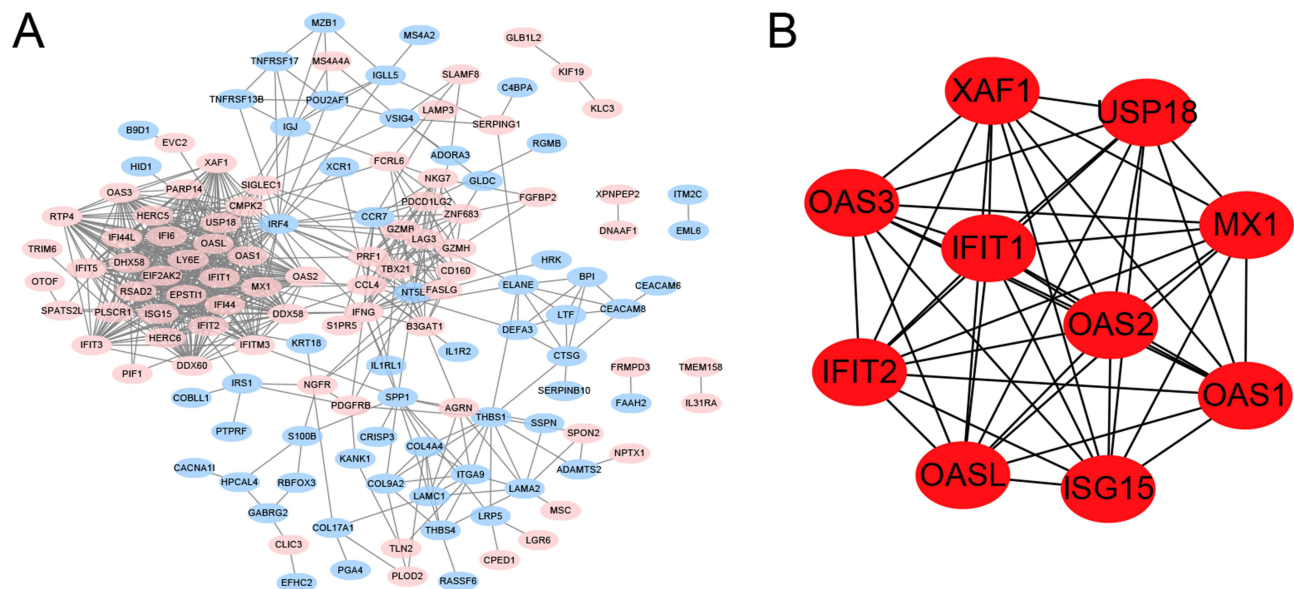 A
B
MZB1
MS4A2
GLB1L2
TNFRSF17
MS4A4A
IGLL5
SLAMF8
KIF19
C4BPA
TNFRSF13B
POU2AF1
LAMP3
KLC3
VSIG4
SERPING1
IGJ
B9D1
EVC2
RGMB
ADORA3
XAF1
XCR1
FCRL6
HID1
NKG7
GLDC
OAS3
PARP14
SIGLEC1
XPNPEP2
ITM2C
CMPK2
PDCD1LG2
FGFBP2
RTP4
HERC5
USP18
IRF4
CCR7
ZNF683
DNAAF1
EML6
GZMB
IFI44L
IFI6
OASL
LAG3
GZMH
TRIM6
DHX58
LY6E
OAS1
PRF1
IFIT5
TBX21
CD160
HRK
EIF2AK2
IFIT1
OAS2
BPI
OTOF
RSAD2
EPSTI1
MX1
CCL4
NT5E
FASLG
ELANE
CEACAM6
SPATS2L
PLSCR1
ISG15
IFI44
DDX58
IFNG
LTF
CEACAM8
IFIT2
S1PR5
B3GAT1
DEFA3
IFIT3
HERC6
IFITM3
KRT18
IL1R2
CTSG
DDX60
PIF1
IL1RL1
FRMPD3
TMEM158
IRS1
NGFR
SERPINB10
COBLL1
SPP1
FAAH2
IL31RA
PDGFRB
AGRN
THBS1
PTPRF
SSPN
S100B
CRISP3
COL4A4
SPON2
KANK1
NPTX1
CACNA1I
ITGA9
ADAMTS2
HPCAL4
RBFOX3
COL9A2
LAMC1
LAMA2
GABRG2
MSC
COL17A1
THBS4
LRP5
CLIC3
TLN2
LGR6
CPED1
PGA4
PLOD2
EFHC2
RASSF6
XAF1
USP18
OAS3
MX1
IFIT1
OAS2
IFIT2
OAS1
OASL
ISG15